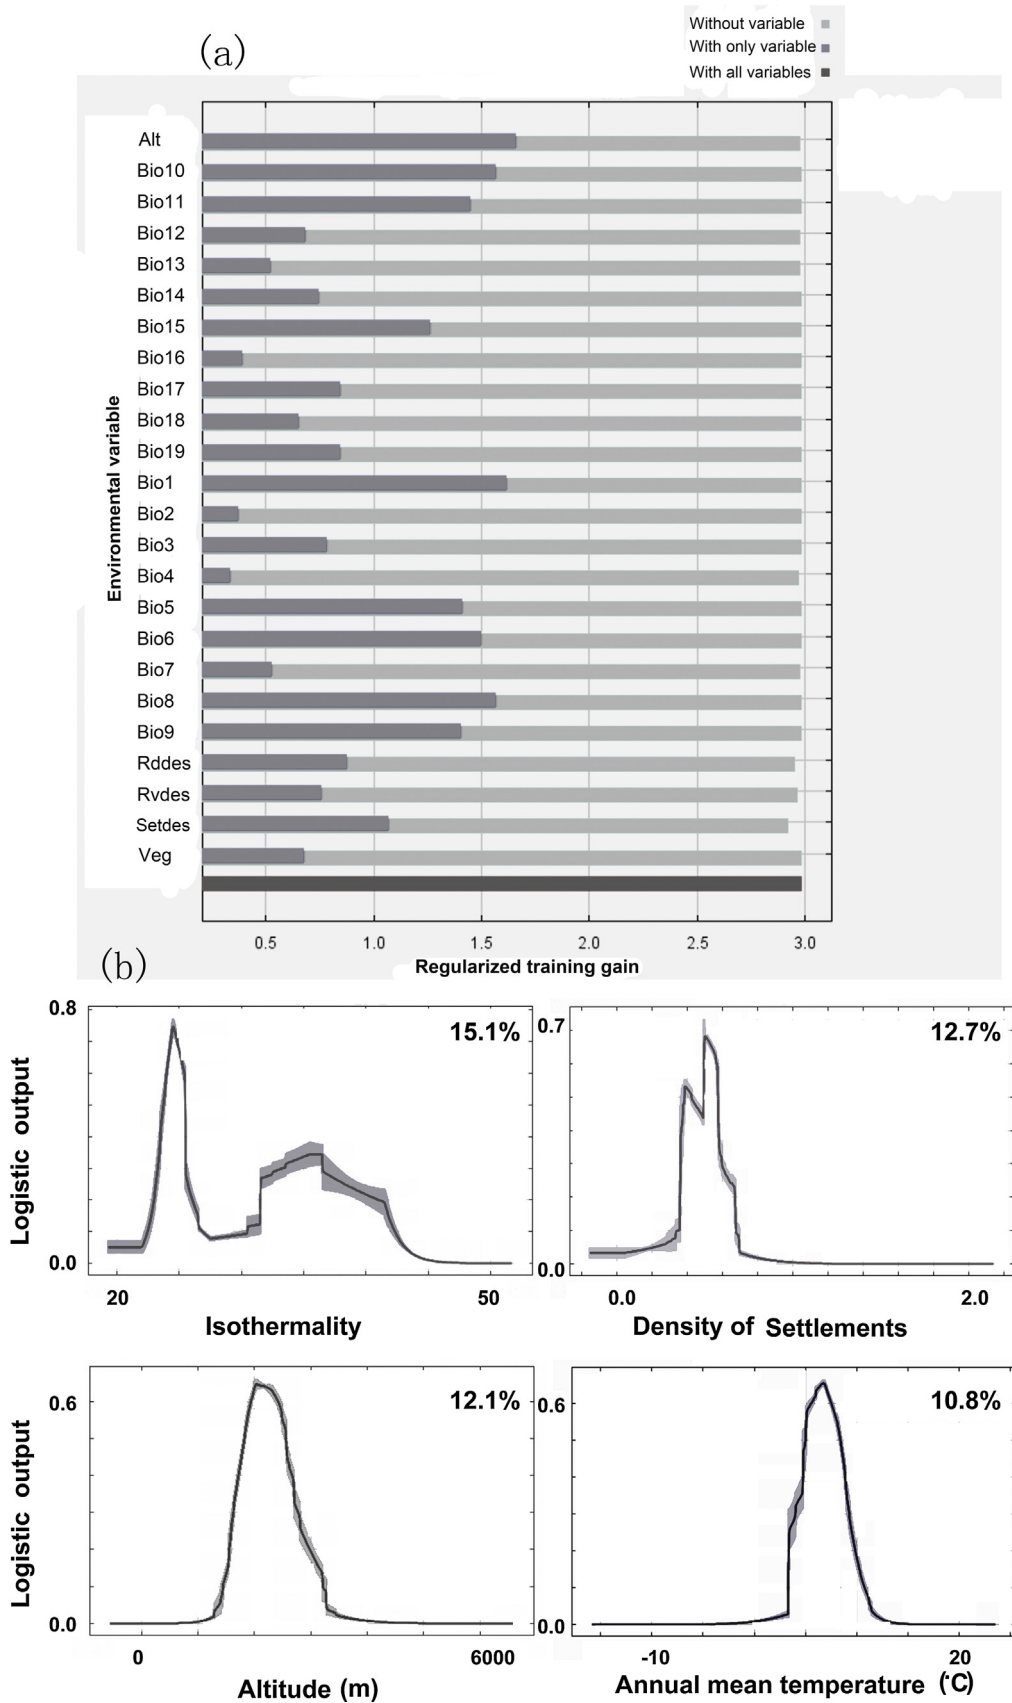 (a)
Without variable
With only variable
With all variables
Environmental variable
Alt
Bio10
Bio11
Bio12
Bio13
Bio14
Bio15
Bio16
Bio17
Bio18
Bio19
Bio1
Bio2
Bio3
Bio4
Bio5
Bio6
Bio7
Bio8
Bio9
Rddes
Rvdes
Setdes
Veg
0.5 1.0 1.5 2.0 2.5 3.0
Regularized training gain
(b)
0.8
15.1%
Logistic output
0.0
20 50
Isothermality
0.7
12.7%
0.0
0.0 2.0
Density of Settlements
0.6
12.1%
Logistic output
0.0
0 6000
Altitude (m)
0.6
10.8%
0.0
-10 20
Annual mean temperature (°C)